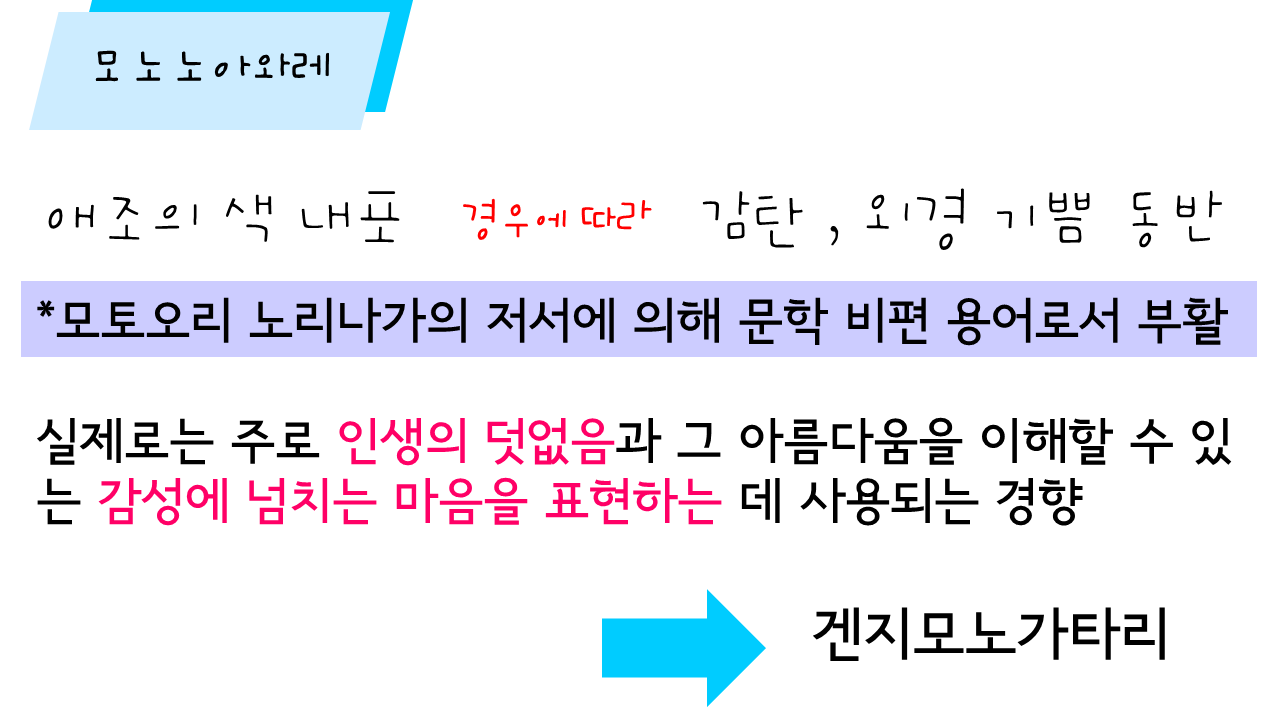 모노노아와레
애조의 색 내포 경우에 따라 감탄, 외경 기쁨 동반
*모토오리 노리나가의 저서에 의해 문학 비편 용어로서 부활
실제로는 주로 인생의 덧없음과 그 아름다움을 이해할 수 있
는 감성에 넘치는 마음을 표현하는 데 사용되는 경향
겐지모노가타리